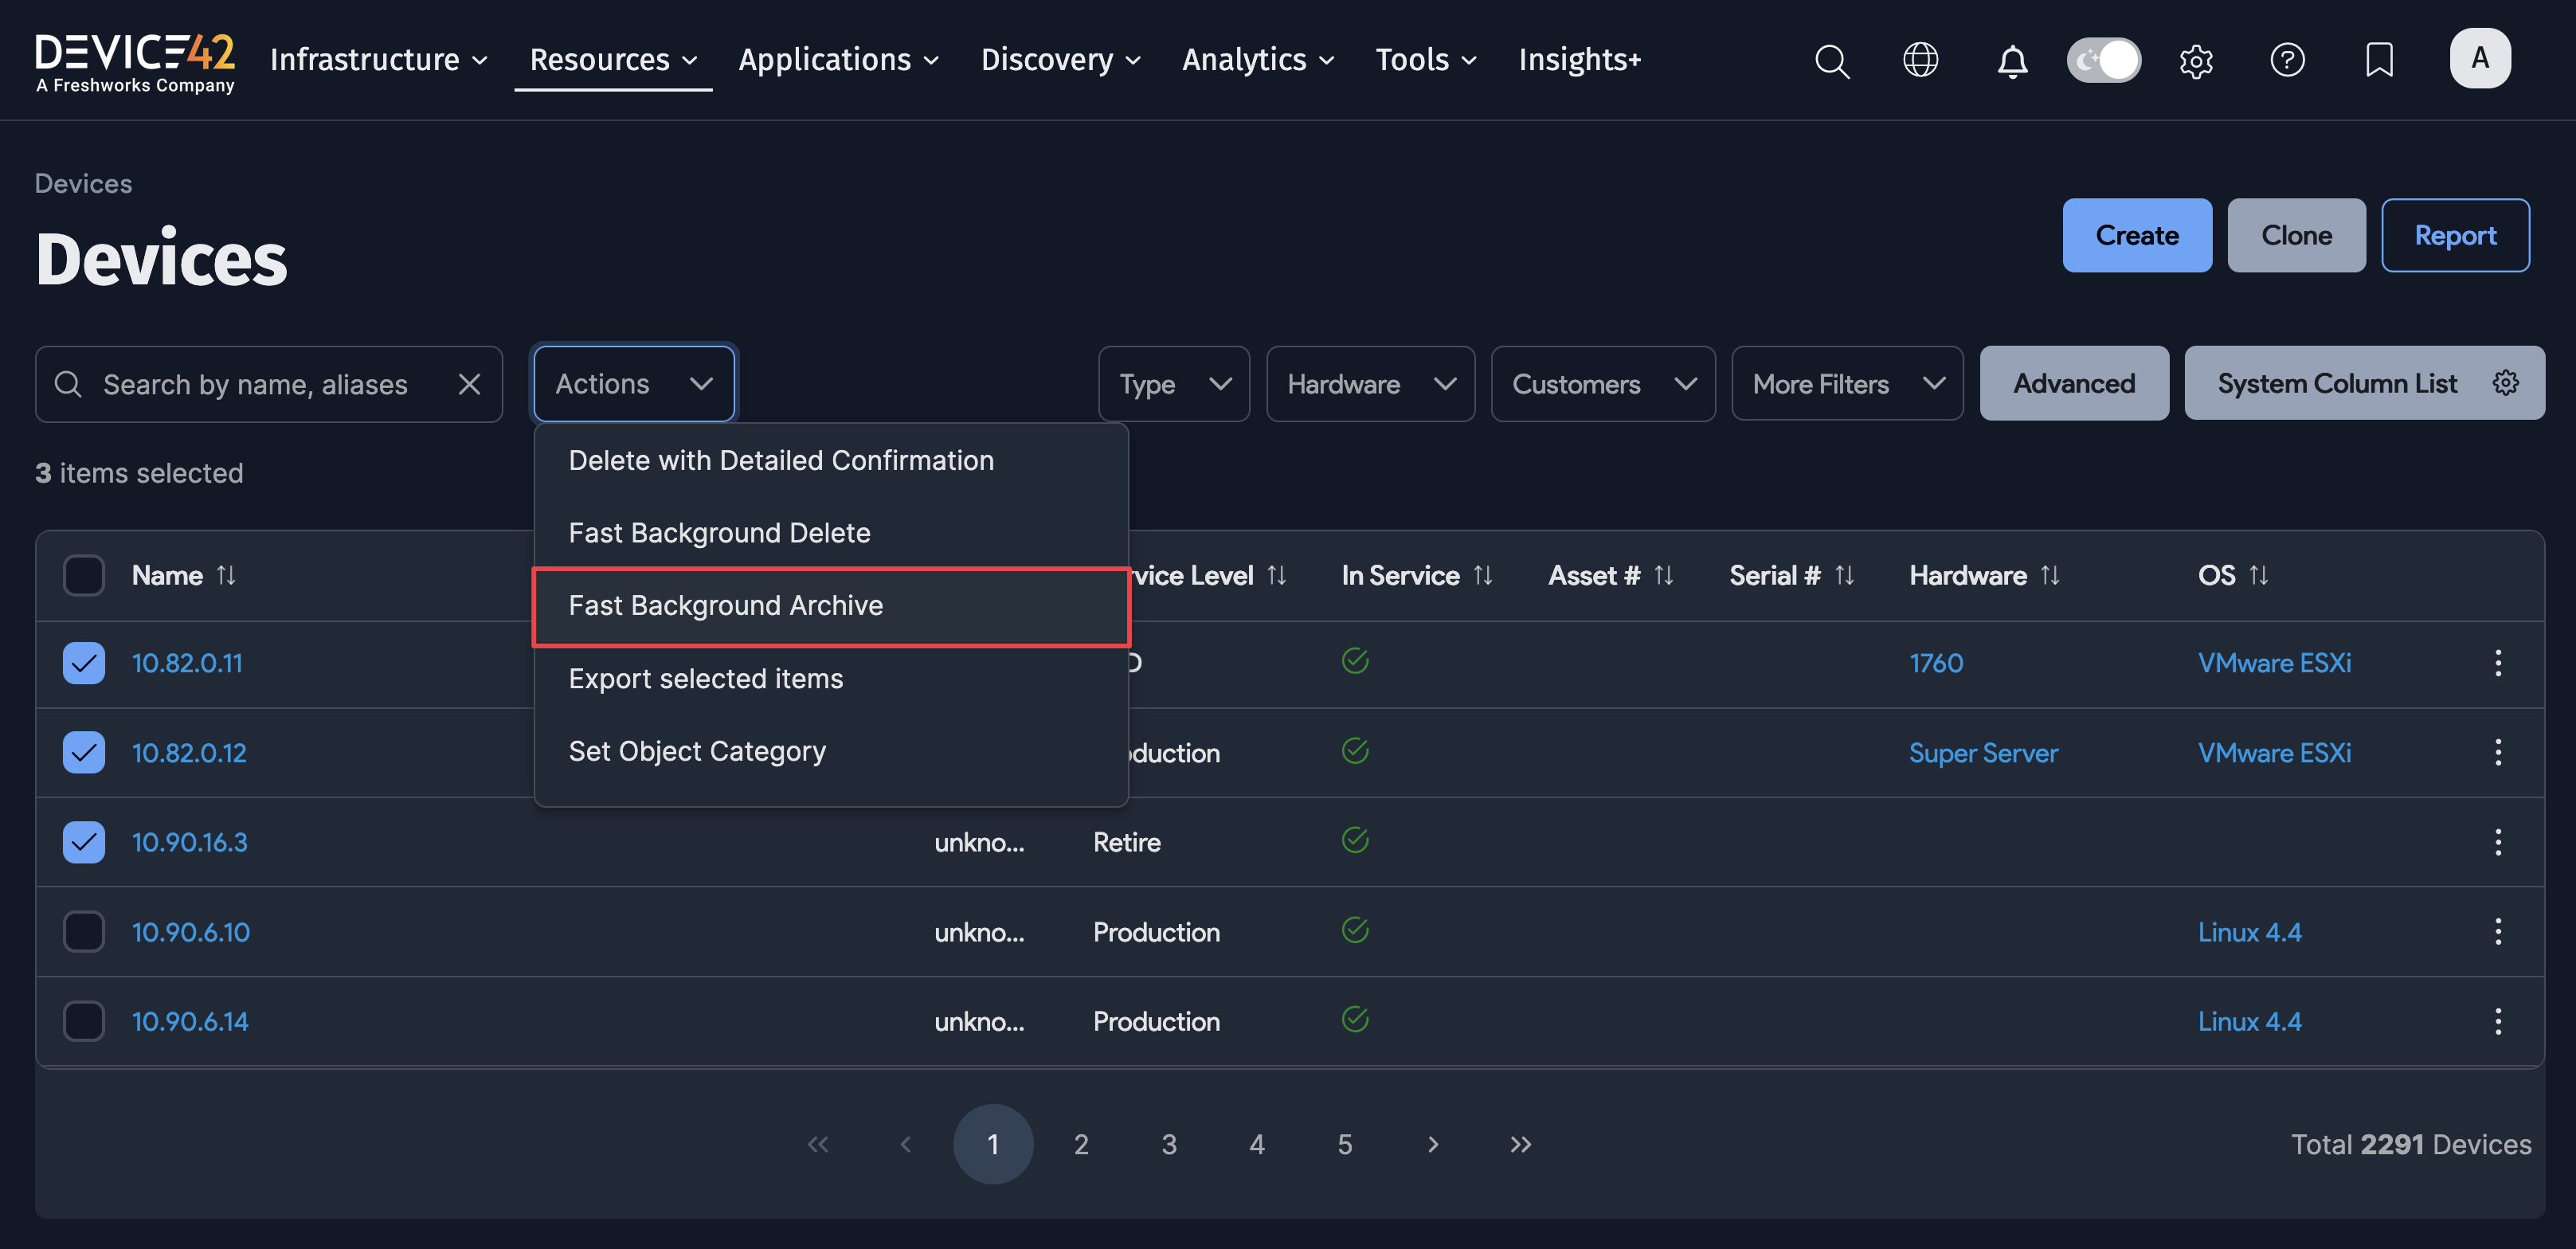 DEVICE42
A Freshworks Company
Infrastructure Resources Applications Discovery Analytics Tools Insights+
A
Devices
Devices
Create Clone Report
Search by name, aliases Actions Type Hardware Customers More Filters Advanced System Column List
3 items selected
Delete with Detailed Confirmation
Fast Background Delete
Fast Background Archive
Export selected items
Set Object Category
Name In Service Asset # Serial # Hardware OS
vice Level
10.82.0.11 1760 VMware ESXi
10.82.0.12 duction Super Server VMware ESXi
10.90.16.3 unkno... Retire
10.90.6.10 unkno... Production Linux 4.4
10.90.6.14 unkno... Production Linux 4.4
1 2 3 4 5 Total 2291 Devices